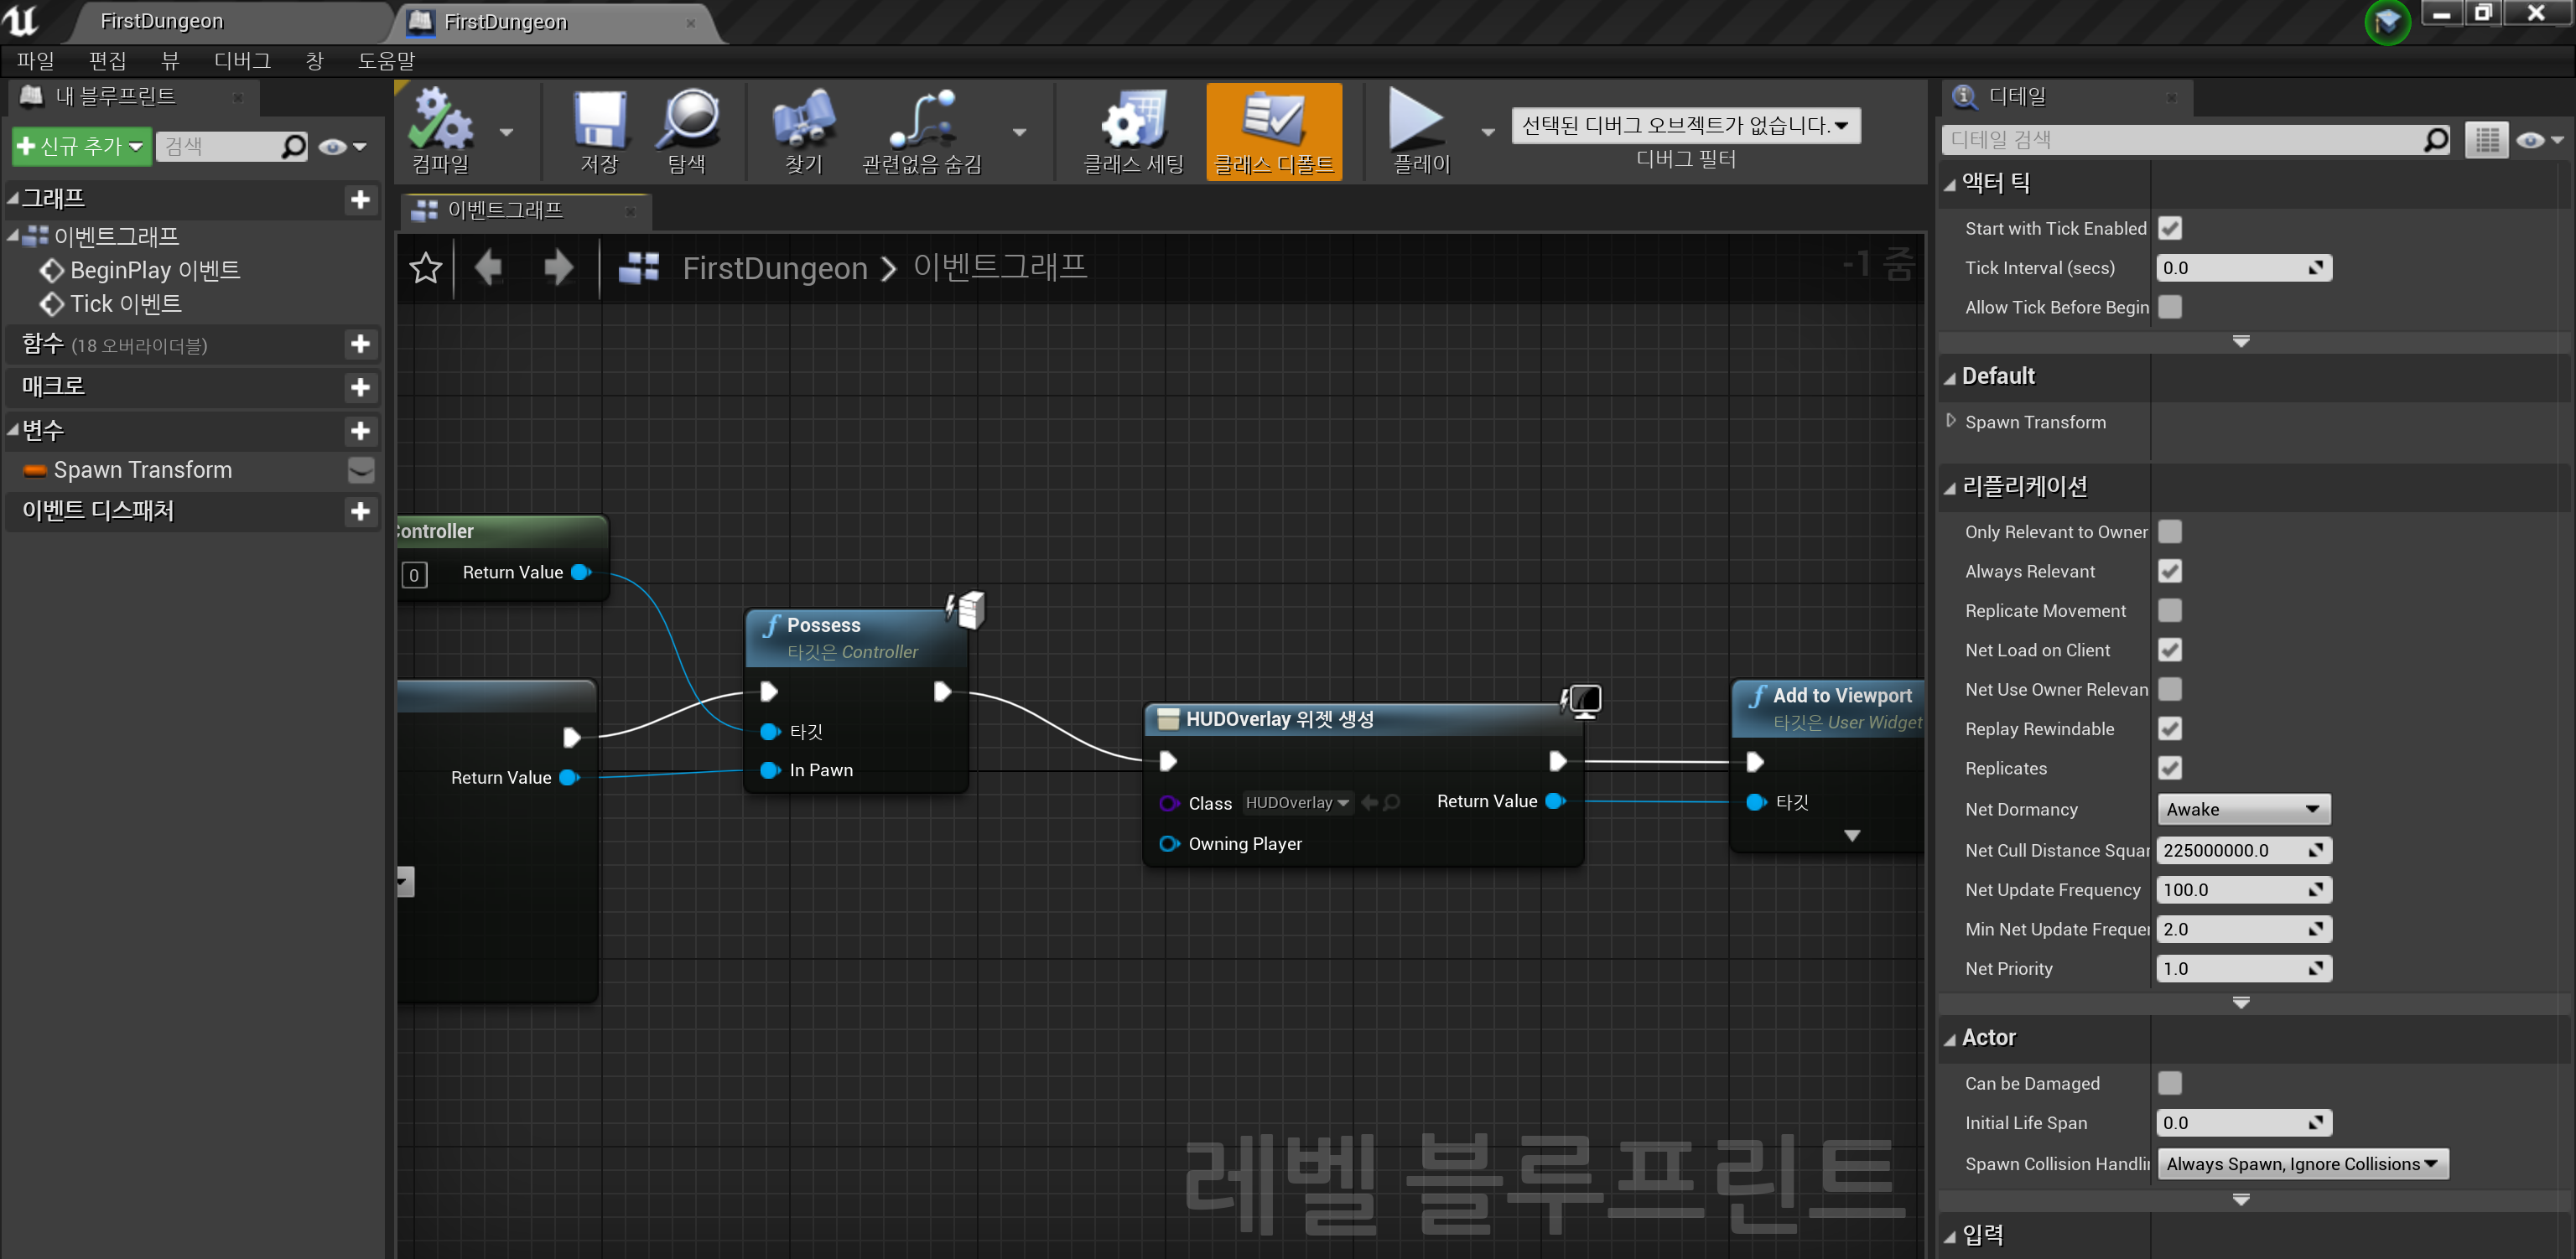 FirstDungeon
FirstDungeon
파일 편집 뷰 디버그 창 도움말
내 블루프린트
신규 추가
검색
그래프
이벤트그래프
BeginPlay 이벤트
Tick 이벤트
함수 (18 오버라이더블)
매크로
변수
Spawn Transform
이벤트 디스패처
컴파일
저장
탐색
찾기
관련없음 숨김
클래스 세팅
클래스 디폴트
플레이
선택된 디버그 오브젝트가 없습니다.
디버그 필터
이벤트그래프
FirstDungeon > 이벤트그래프
-1 줌
Controller
0
Return Value
Return Value
f Possess
타깃은 Controller
타깃
In Pawn
HUDOverlay 위젯 생성
Class HUDOverlay
Return Value
Owning Player
f Add to Viewport
타깃은 User Widget
타깃
레벨 블루프린트
디테일
디테일 검색
액터 틱
Start with Tick Enabled
Tick Interval (secs) 0.0
Allow Tick Before Begin
Default
Spawn Transform
리플리케이션
Only Relevant to Owner
Always Relevant
Replicate Movement
Net Load on Client
Net Use Owner Relevan
Replay Rewindable
Replicates
Net Dormancy Awake
Net Cull Distance Squar 225000000.0
Net Update Frequency 100.0
Min Net Update Frequer 2.0
Net Priority 1.0
Actor
Can be Damaged
Initial Life Span 0.0
Spawn Collision Handlin Always Spawn, Ignore Collisions
입력